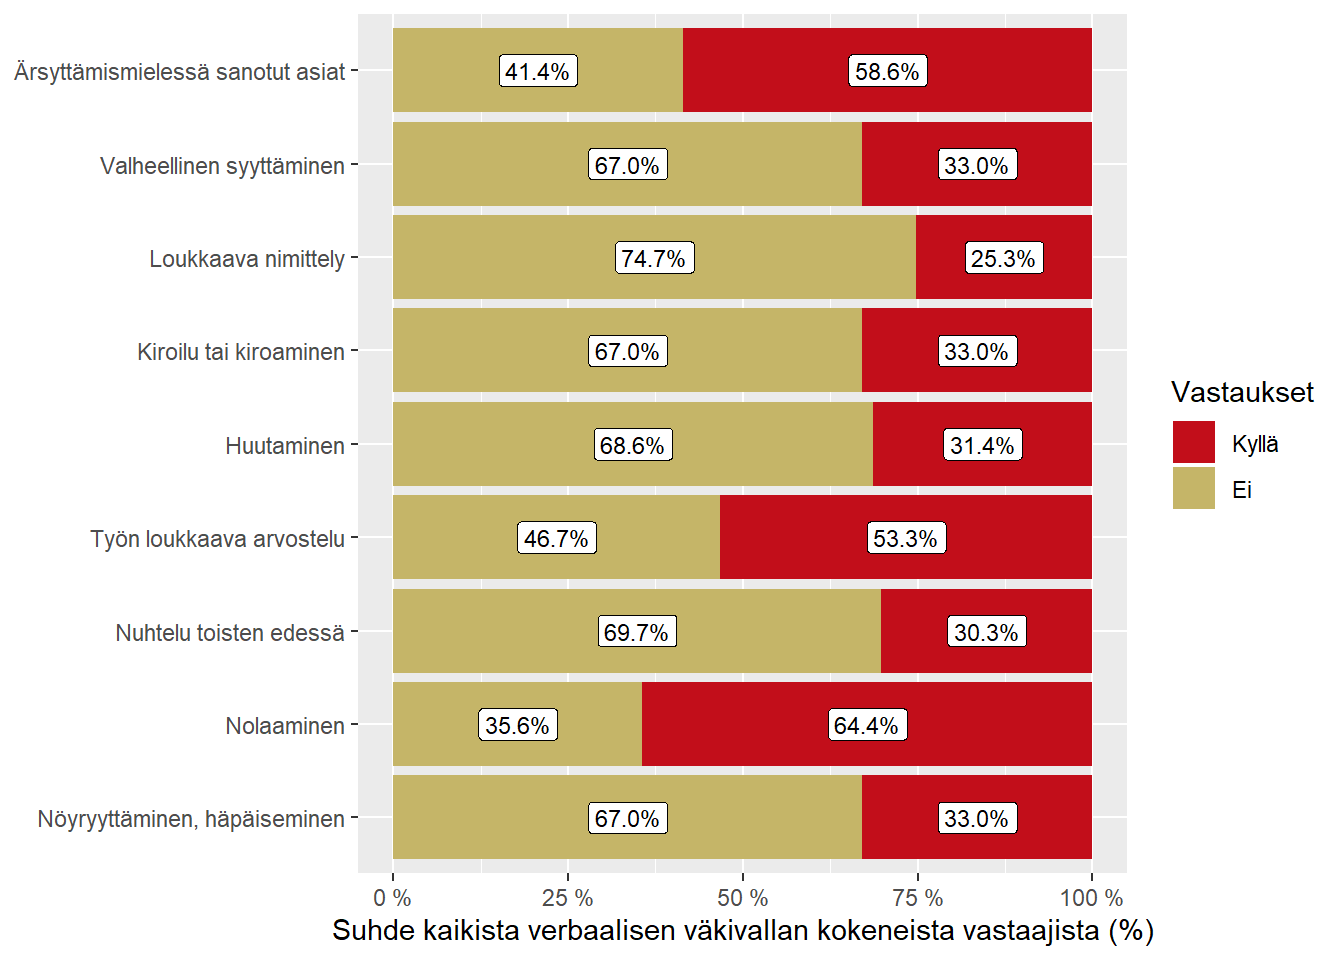 Ärsyttämismielessä sanotut asiat 41.4% 58.6%
Valheellinen syyttäminen 67.0% 33.0%
Loukkaava nimittely 74.7% 25.3%
Kiroilu tai kiroaminen 67.0% 33.0%
Huutaminen 68.6% 31.4%
Työn loukkaava arvostelu 46.7% 53.3%
Nuhtelu toisten edessä 69.7% 30.3%
Nolaaminen 35.6% 64.4%
Nöyryyttäminen, häpäiseminen 67.0% 33.0%
0 % 25 % 50 % 75 % 100 %
Suhde kaikista verbaalisen väkivallan kokeneista vastaajista (%)
Vastaukset
Kyllä
Ei